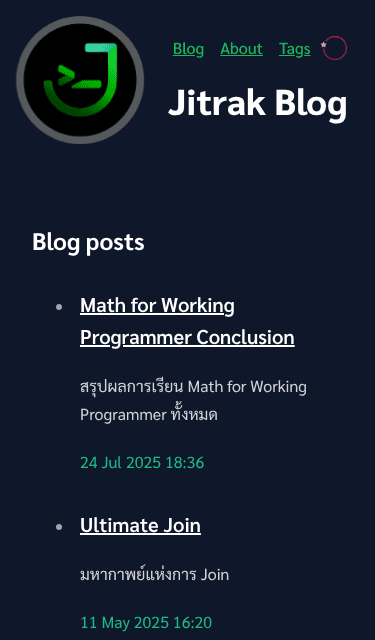 Blog About Tags
Jitrak Blog
Blog posts
Math for Working
Programmer Conclusion
สรุปผลการเรียน Math for Working
Programmer ทั้งหมด
24 Jul 2025 18:36
Ultimate Join
มหากาพย์แห่งการ Join
11 May 2025 16:20